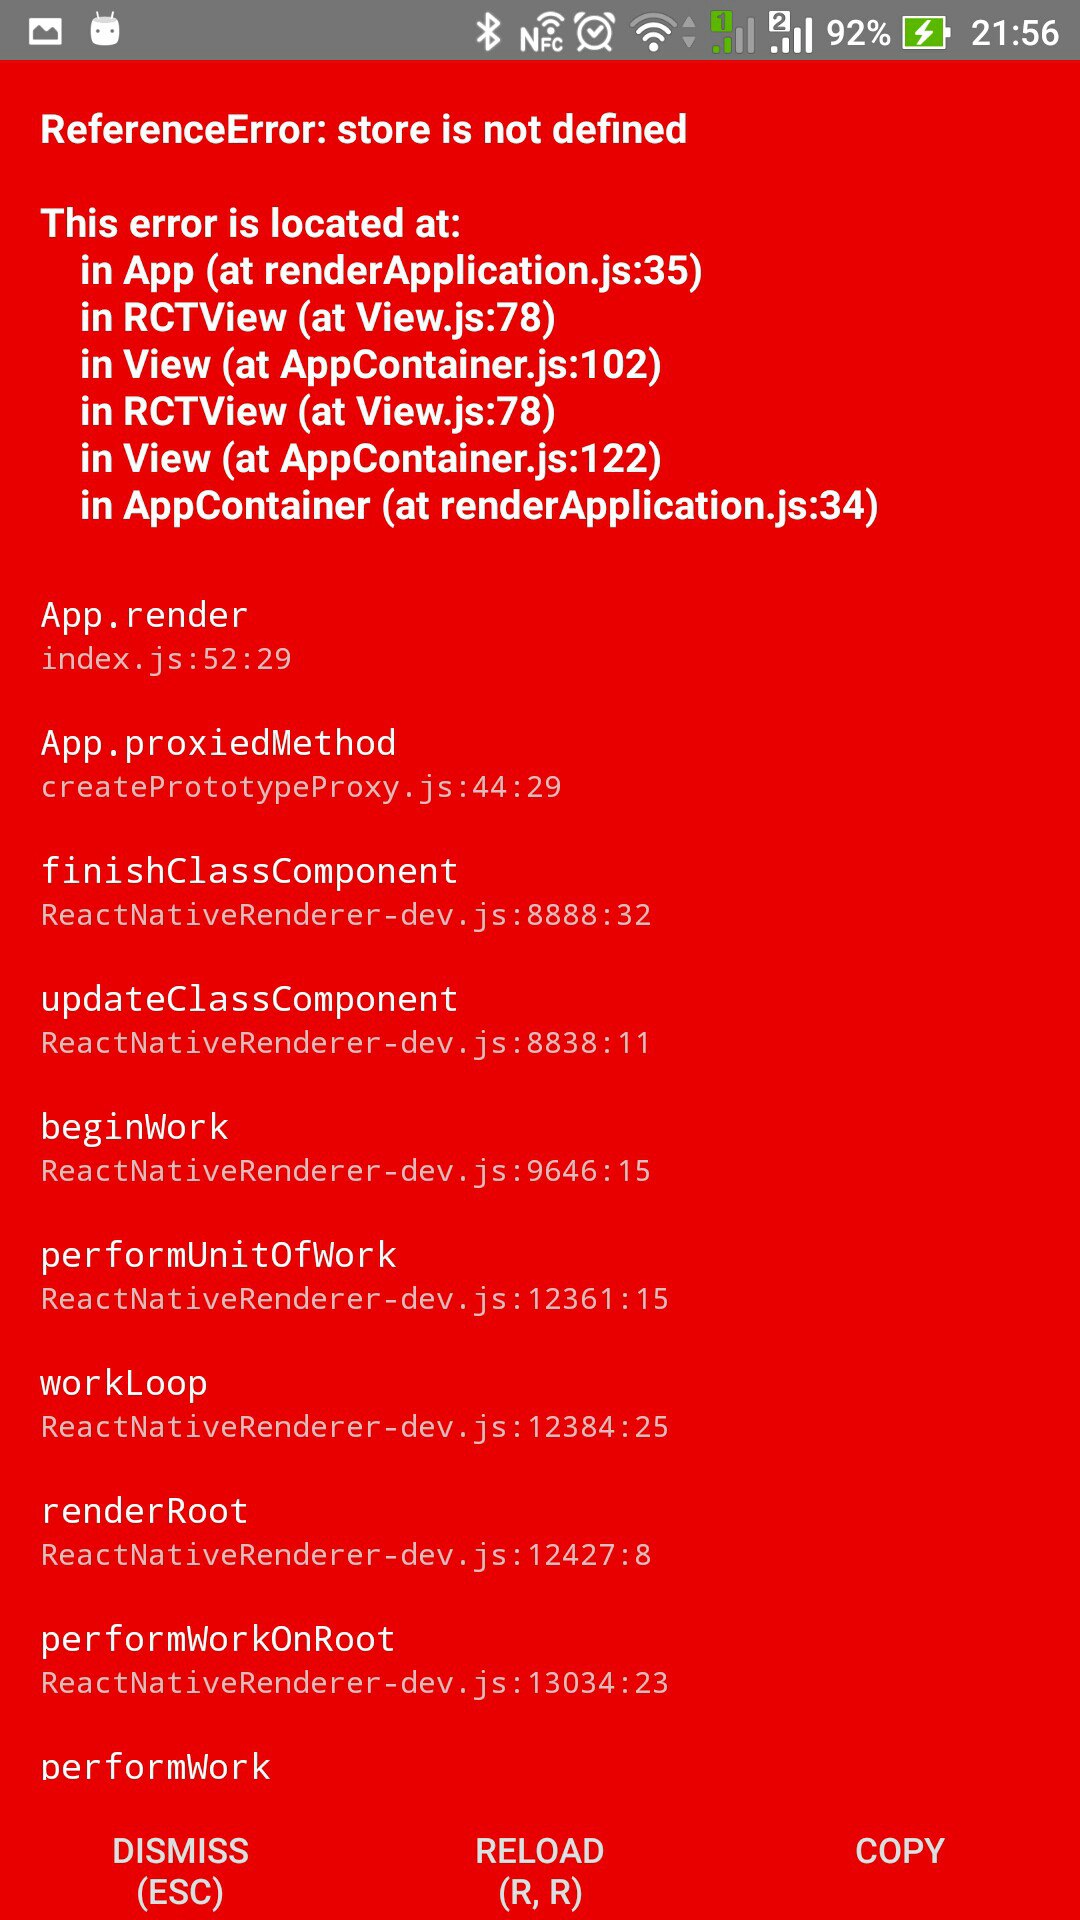 NFC 1 2 92% 21:56
ReferenceError: store is not defined
This error is located at:
in App (at renderApplication.js:35)
in RCTView (at View.js:78)
in View (at AppContainer.js:102)
in RCTView (at View.js:78)
in View (at AppContainer.js:122)
in AppContainer (at renderApplication.js:34)
App.render
index.js:52:29
App.proxiedMethod
createPrototypeProxy.js:44:29
finishClassComponent
ReactNativeRenderer-dev.js:8888:32
updateClassComponent
ReactNativeRenderer-dev.js:8838:11
beginWork
ReactNativeRenderer-dev.js:9646:15
performUnitOfWork
ReactNativeRenderer-dev.js:12361:15
workLoop
ReactNativeRenderer-dev.js:12384:25
renderRoot
ReactNativeRenderer-dev.js:12427:8
performWorkOnRoot
ReactNativeRenderer-dev.js:13034:23
performWork
DISMISS RELOAD COPY
(ESC) (R, R)